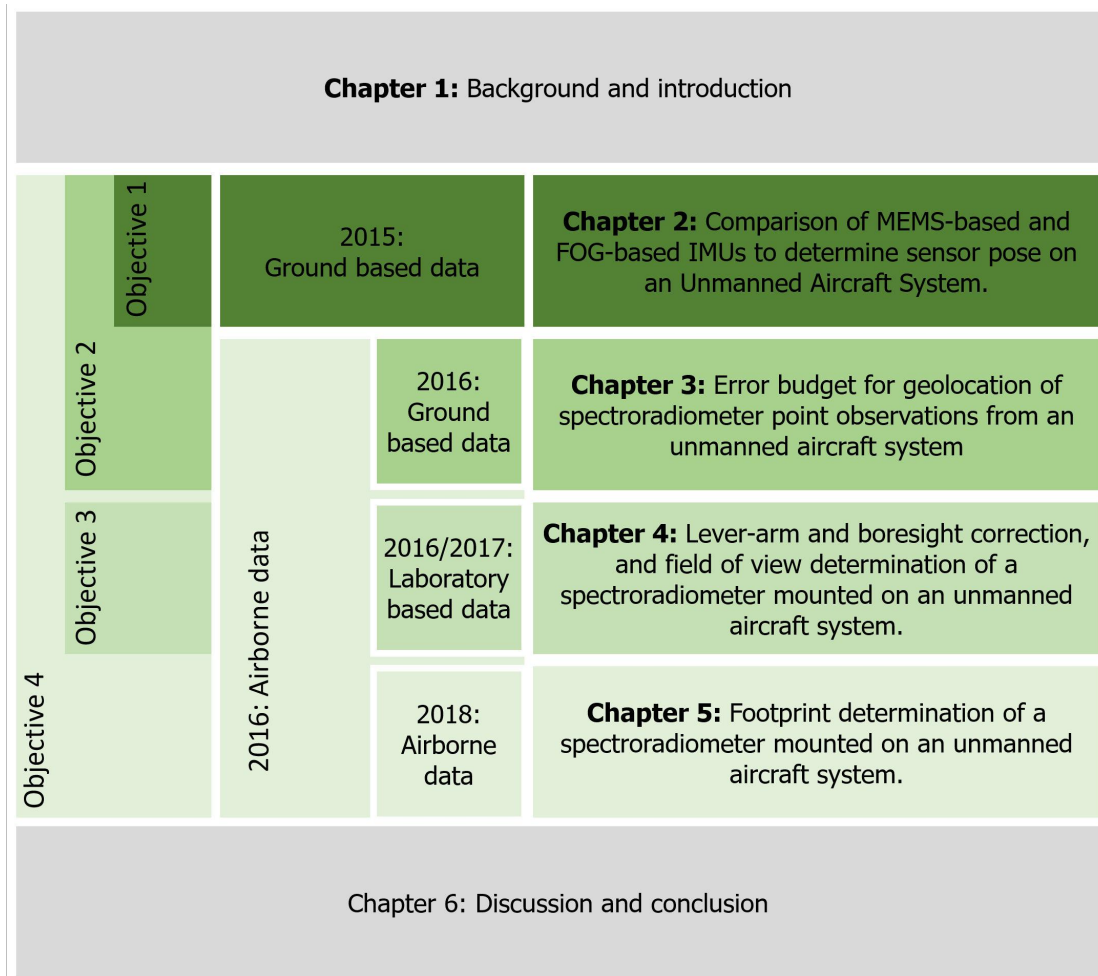 Chapter 1: Background and introduction
Objective 1
2015:
Ground based data
Chapter 2: Comparison of MEMS-based and
FOG-based IMUs to determine sensor pose on
an Unmanned Aircraft System.
Objective 2
2016: Airborne data
2016:
Ground
based data
Chapter 3: Error budget for geolocation of
spectroradiometer point observations from an
unmanned aircraft system
Objective 3
2016/2017:
Laboratory
based data
Chapter 4: Lever-arm and boresight correction,
and field of view determination of a
spectroradiometer mounted on an unmanned
aircraft system.
Objective 4
2018:
Airborne
data
Chapter 5: Footprint determination of a
spectroradiometer mounted on an unmanned
aircraft system.
Chapter 6: Discussion and conclusion